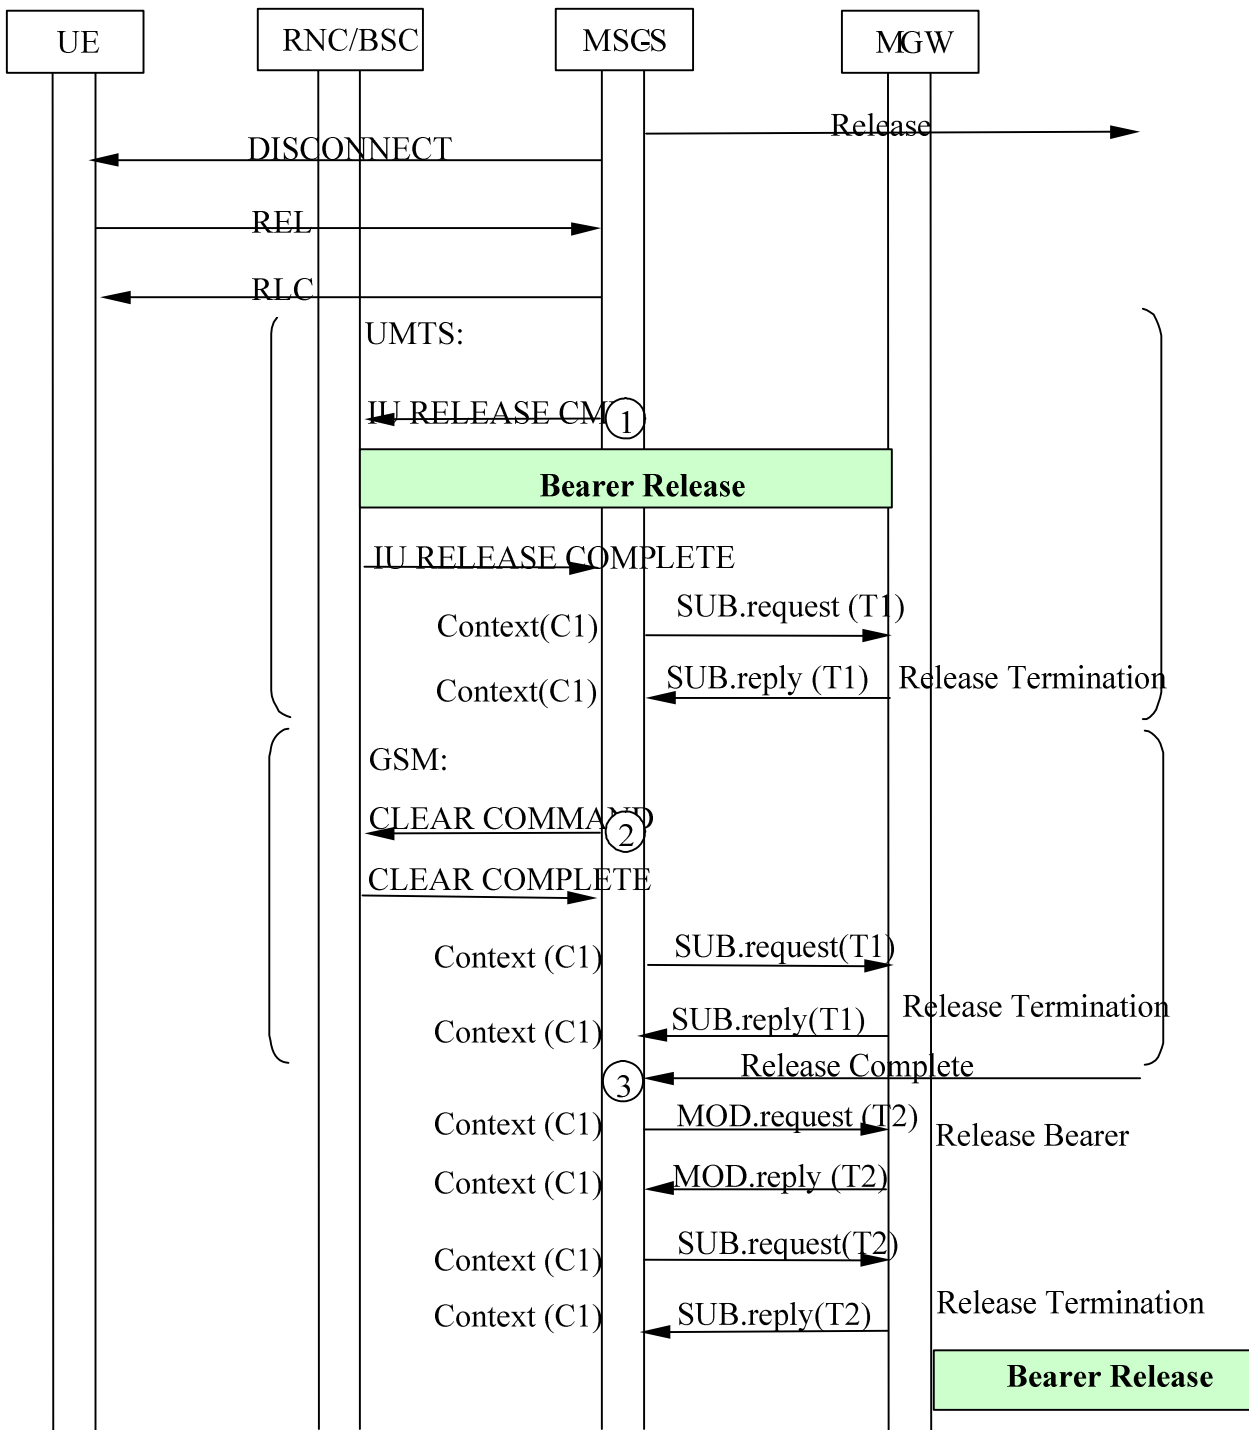 UE
RNC/BSC
MSC-S
MGW
Release
DISCONNECT
REL
RLC
UMTS:
IU RELEASE CM
1
Bearer Release
IU RELEASE COMPLETE
SUB.request (T1)
Context(C1)
SUB.reply (T1)
Release Termination
Context(C1)
GSM:
CLEAR COMMAND
2
CLEAR COMPLETE
SUB.request(T1)
Context (C1)
Release Termination
SUB.reply(T1)
Context (C1)
Release Complete
3
MOD.request (T2)
Context (C1)
Release Bearer
MOD.reply (T2)
Context (C1)
SUB.request(T2)
Context (C1)
Release Termination
SUB.reply(T2)
Context (C1)
Bearer Release